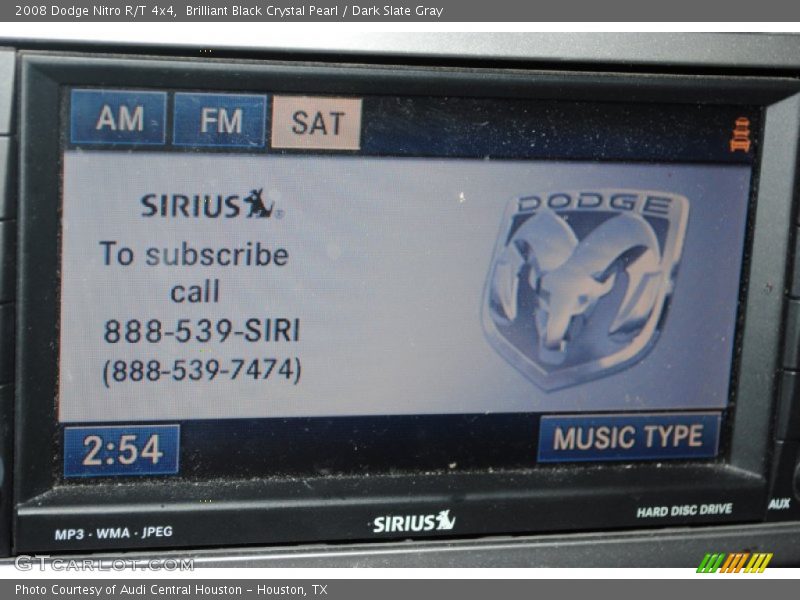 2008 Dodge Nitro R/T 4x4,  Brilliant Black Crystal Pearl / Dark Slate Gray
AM FM SAT
SIRIUS
DODGE
To subscribe
call
888-539-SIRI
(888-539-7474)
2:54 MUSIC TYPE
MP3 · WMA · JPEG SIRIUS HARD DISC DRIVE AUX
GTCARLOT.COM
Photo Courtesy of Audi Central Houston - Houston, TX